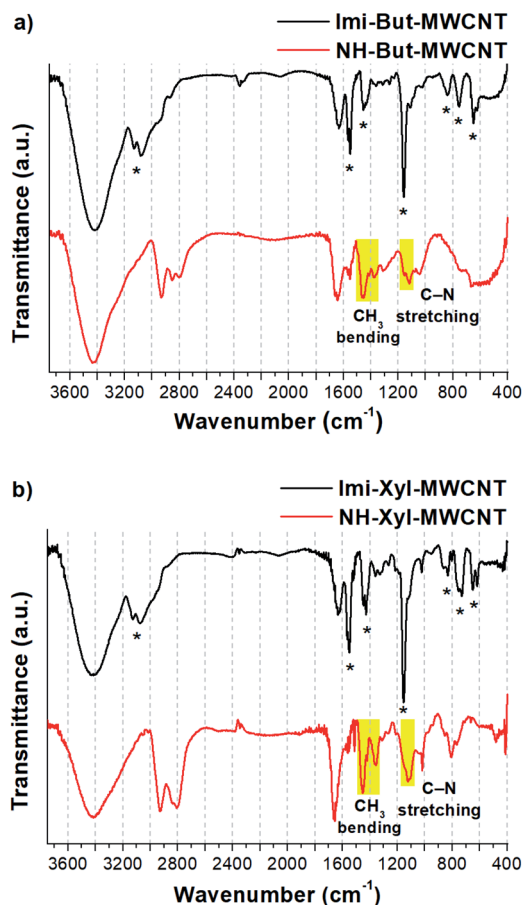 a)
Imi-But-MWCNT
NH-But-MWCNT
Transmittance (a.u.)
*
*
*
*
*
*
*
CH₃
bending
C–N
stretching
3600 3200 2800 2400 2000 1600 1200 800 400
Wavenumber (cm⁻¹)
b)
Imi-Xyl-MWCNT
NH-Xyl-MWCNT
Transmittance (a.u.)
*
*
*
*
*
*
*
CH₃
bending
C–N
stretching
3600 3200 2800 2400 2000 1600 1200 800 400
Wavenumber (cm⁻¹)